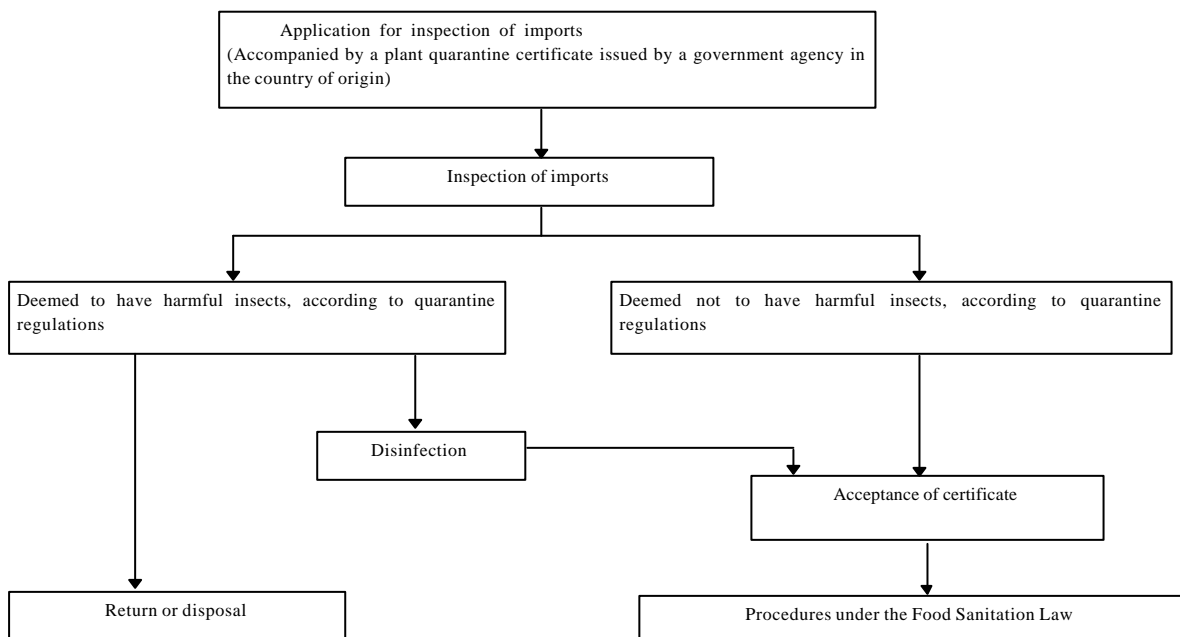 Application for inspection of imports
(Accompanied by a plant quarantine certificate issued by a government agency in
the country of origin)
Inspection of imports
Deemed to have harmful insects, according to quarantine
regulations
Deemed not to have harmful insects, according to quarantine
regulations
Disinfection
Acceptance of certificate
Return or disposal
Procedures under the Food Sanitation Law